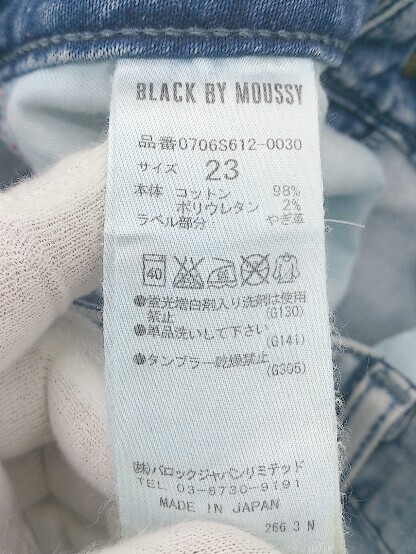 BLACK BY MOUSSY
品番0706S612-0030
サイズ 23
本体 コットン 98%
ポリウレタン 2%
ラベル部分 やぎ革
40
●蛍光増白剤入り洗剤は使用
禁止 (G130)
●単品洗いして下さい
(G141)
●タンブラー乾燥禁止
(G305)
(株)バロックジャパンリミテッド
TEL 03-5730-9191
MADE IN JAPAN
266 3 N